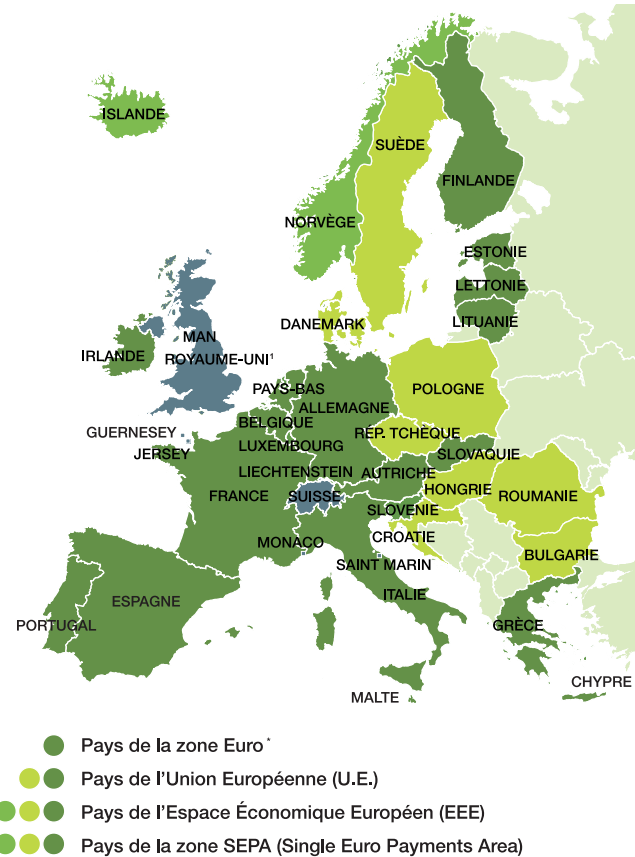 ISLANDE
SUÈDE
FINLANDE
NORVÈGE
ESTONIE
LETTONIE
LITUANIE
DANEMARK
MAN
IRLANDE
ROYAUME-UNI¹
PAYS-BAS
POLOGNE
ALLEMAGNE
BELGIQUE
GUERNESEY
RÉP. TCHÈQUE
LUXEMBOURG
JERSEY
SLOVAQUIE
LIECHTENSTEIN
AUTRICHE
FRANCE
SUISSE
HONGRIE
ROUMANIE
SLOVENIE
MONACO
CROATIE
SAINT MARIN
BULGARIE
ESPAGNE
ITALIE
PORTUGAL
GRÈCE
CHYPRE
MALTE
Pays de la zone Euro*
Pays de l'Union Européenne (U.E.)
Pays de l'Espace Économique Européen (EEE)
Pays de la zone SEPA (Single Euro Payments Area)